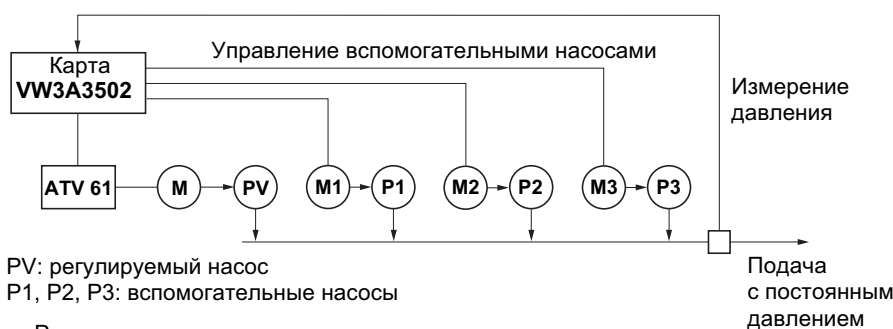 Карта
VW3A3502
Управление вспомогательными насосами
Измерение
давления
ATV 61
M
PV
M1
P1
M2
P2
M3
P3
PV: регулируемый насос
P1, P2, P3: вспомогательные насосы
Подача
с постоянным
давлением